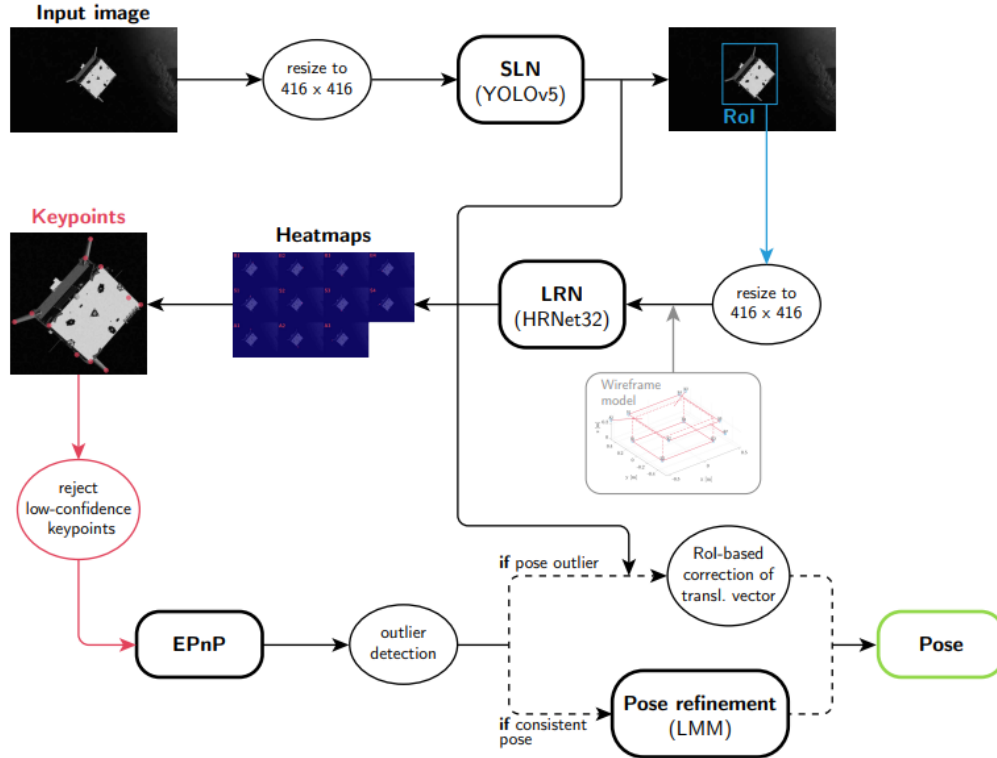 Input image
resize to
416 x 416
SLN
(YOLOv5)
RoI
Keypoints
Heatmaps
LRN
(HRNet32)
resize to
416 x 416
Wireframe
model
reject
low-confidence
keypoints
if pose outlier
RoI-based
correction of
transl. vector
EPnP
outlier
detection
Pose
if consistent
pose
Pose refinement
(LMM)